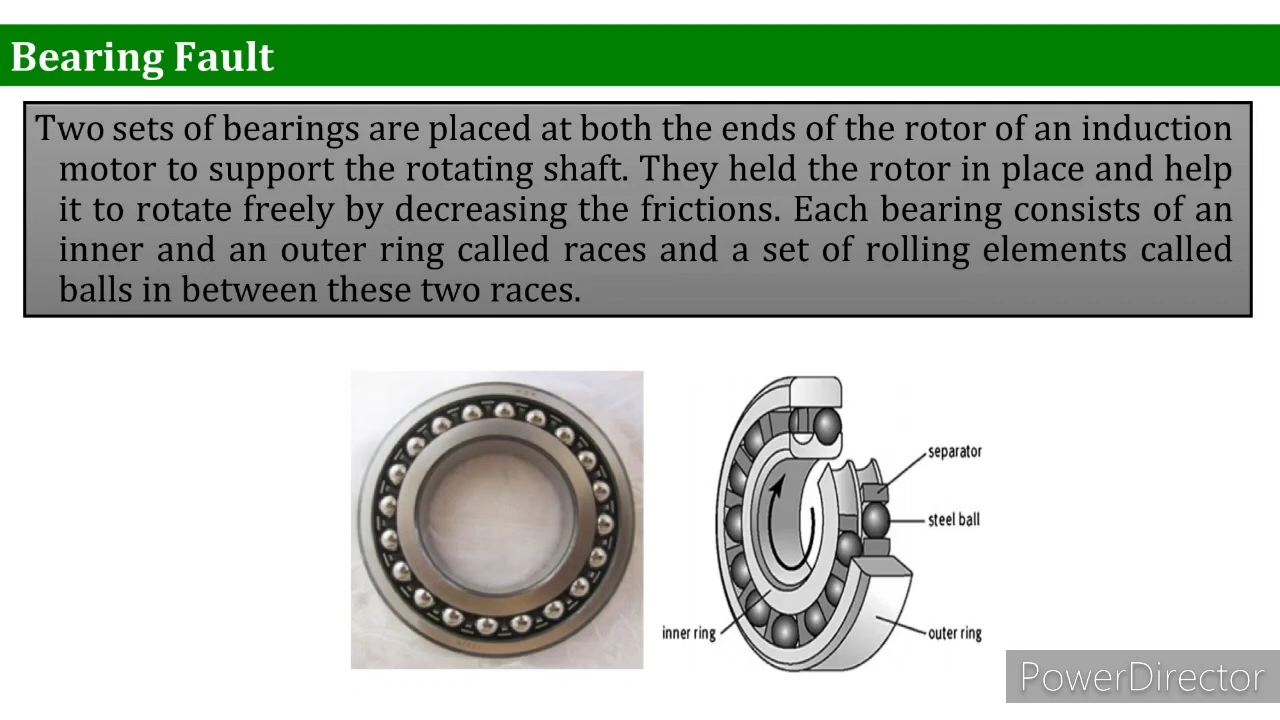 Bearing Fault
Two sets of bearings are placed at both the ends of the rotor of an induction
motor to support the rotating shaft. They held the rotor in place and help
it to rotate freely by decreasing the frictions. Each bearing consists of an
inner and an outer ring called races and a set of rolling elements called
balls in between these two races.
separator
steel ball
inner ring
outer ring
PowerDirector